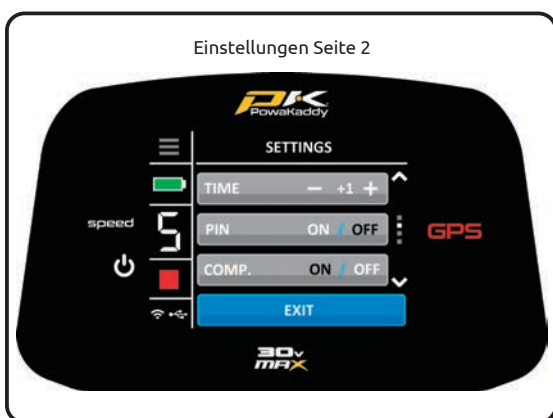 Einstellungen Seite 2
PK
PowaKaddy
SETTINGS
TIME − +1 +
speed 5 PIN ON / OFF GPS
COMP. ON / OFF
EXIT
30v
MAX